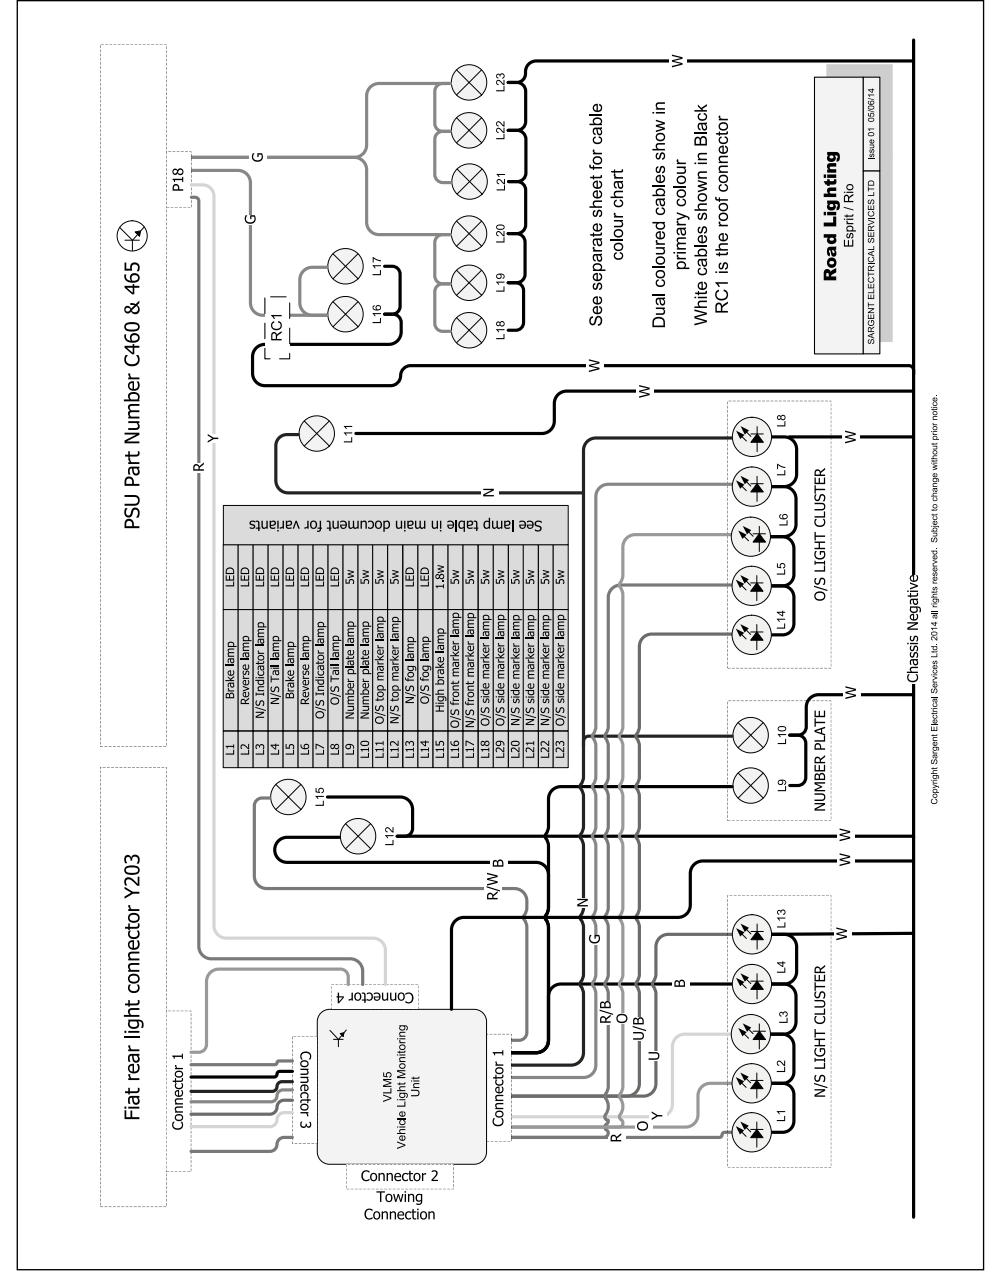 Fiat rear light connector Y203
PSU Part Number C460 & 465
Connector 1
P18
Connector 4
Connector 3
VLM5
Vehicle Light Monitoring
Unit
Connector 1
Connector 2
Towing
Connection
R
Y
G
G
RC1
L17
L16
L23
L22
L21
L20
L19
L18
L15
L12
L11
R/W
B
N
W
W
W
See lamp table in main document for variants
L1 Brake lamp LED
L2 Reverse lamp LED
L3 N/S Indicator lamp LED
L4 N/S Tail lamp LED
L5 Brake lamp LED
L6 Reverse lamp LED
L7 O/S Indicator lamp LED
L8 O/S Tail lamp LED
L9 Number plate lamp 5w
L10 Number plate lamp 5w
L11 O/S top marker lamp 5w
L12 N/S top marker lamp 5w
L13 N/S fog lamp LED
L14 O/S fog lamp LED
L15 High brake lamp 1.8w
L16 O/S front marker lamp 5w
L17 N/S front marker lamp 5w
L18 O/S side marker lamp 5w
L29 O/S side marker lamp 5w
L20 N/S side marker lamp 5w
L21 N/S side marker lamp 5w
L22 N/S side marker lamp 5w
L23 O/S side marker lamp 5w
See separate sheet for cable
colour chart
Dual coloured cables show in
primary colour
White cables shown in Black
RC1 is the roof connector
N
G
R/B
O
U/B
U
B
Y
O
R
L1
L2
L3
L4
L13
N/S LIGHT CLUSTER
L9
L10
NUMBER PLATE
L14
L5
L6
L7
L8
O/S LIGHT CLUSTER
W
W
W
W
W
Chassis Negative
Road Lighting
Esprit / Rio
SARGENT ELECTRICAL SERVICES LTD
Issue 01 05/06/14
Copyright Sargent Electrical Services Ltd. 2014 all rights reserved. Subject to change without prior notice.